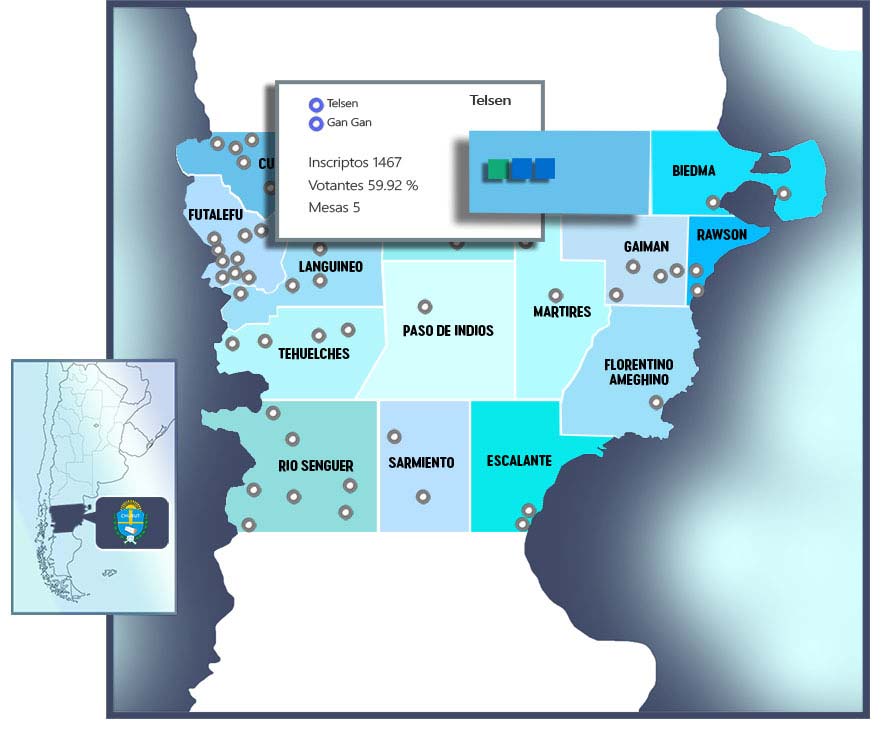 Telsen
Telsen
Gan Gan
Inscriptos 1467
Votantes 59.92 %
Mesas 5
CU
BIEDMA
FUTALEFU
RAWSON
GAIMAN
LANGUINEO
MARTIRES
PASO DE INDIOS
TEHUELCHES
FLORENTINO
AMEGHINO
RIO SENGUER
SARMIENTO
ESCALANTE